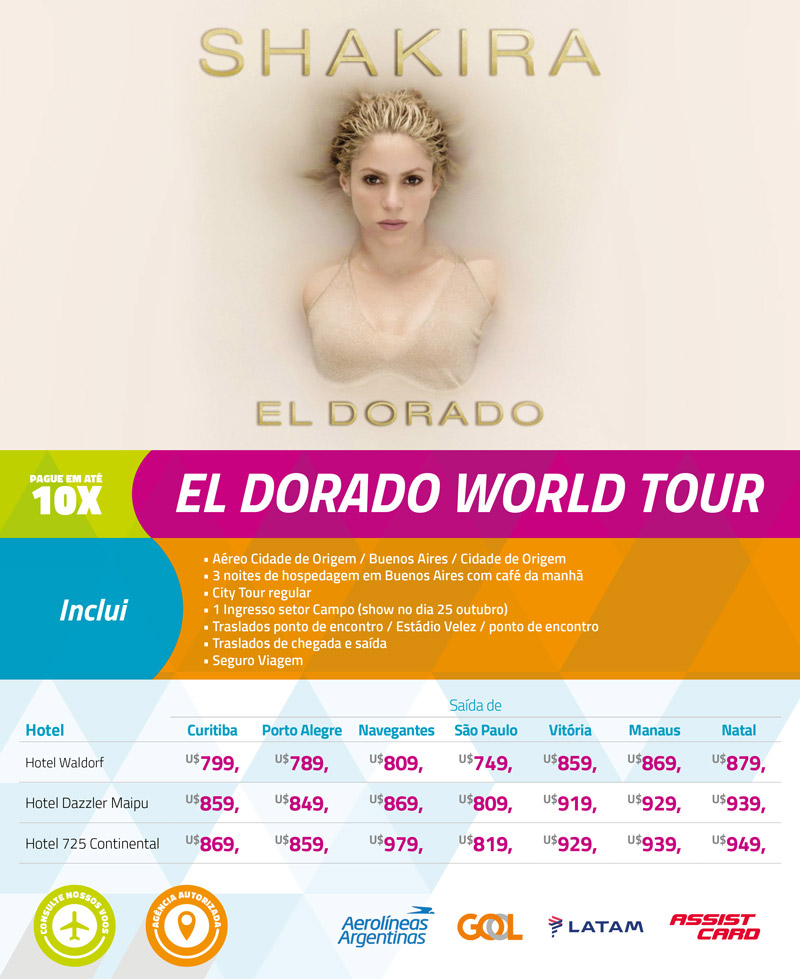 SHAKIRA
EL DORADO
PAGUE EM ATÉ
10X
EL DORADO WORLD TOUR
Inclui
• Aéreo Cidade de Origem / Buenos Aires / Cidade de Origem
• 3 noites de hospedagem em Buenos Aires com café da manhã
• City Tour regular
• 1 Ingresso setor Campo (show no dia 25 outubro)
• Traslados ponto de encontro / Estádio Velez / ponto de encontro
• Traslados de chegada e saída
• Seguro Viagem
Saída de
Hotel Curitiba Porto Alegre Navegantes São Paulo Vitória Manaus Natal
Hotel Waldorf U$799, U$789, U$809, U$749, U$859, U$869, U$879,
Hotel Dazzler Maipu U$859, U$849, U$869, U$809, U$919, U$929, U$939,
Hotel 725 Continental U$869, U$859, U$979, U$819, U$929, U$939, U$949,
CONSULTE NOSSOS VOOS
AGÊNCIA AUTORIZADA
Aerolíneas
Argentinas
GOL
LATAM
ASSIST
CARD